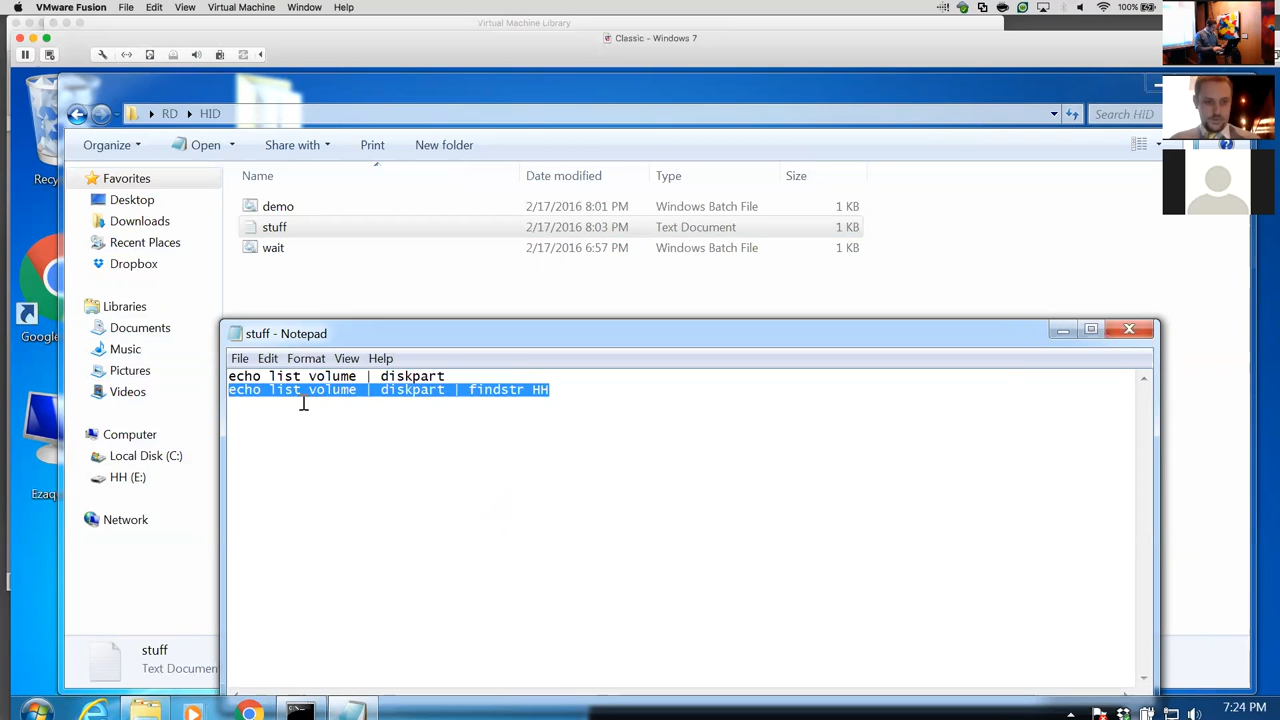 VMware Fusion File Edit View Virtual Machine Window Help 100%
Virtual Machine Library
Classic - Windows 7
RD HID Search HID
Organize Open Share with Print New folder
Name Date modified Type Size
Favorites
Desktop
Downloads
Recent Places
Dropbox
Libraries
Documents
Music
Pictures
Videos
Computer
Local Disk (C:)
HH (E:)
Network
demo 2/17/2016 8:01 PM Windows Batch File 1 KB
stuff 2/17/2016 8:03 PM Text Document 1 KB
wait 2/17/2016 6:57 PM Windows Batch File 1 KB
Recy
Google
Ezaq
stuff - Notepad
File Edit Format View Help
echo list volume | diskpart
echo list volume | diskpart | findstr HH
stuff
Text Documen
7:24 PM